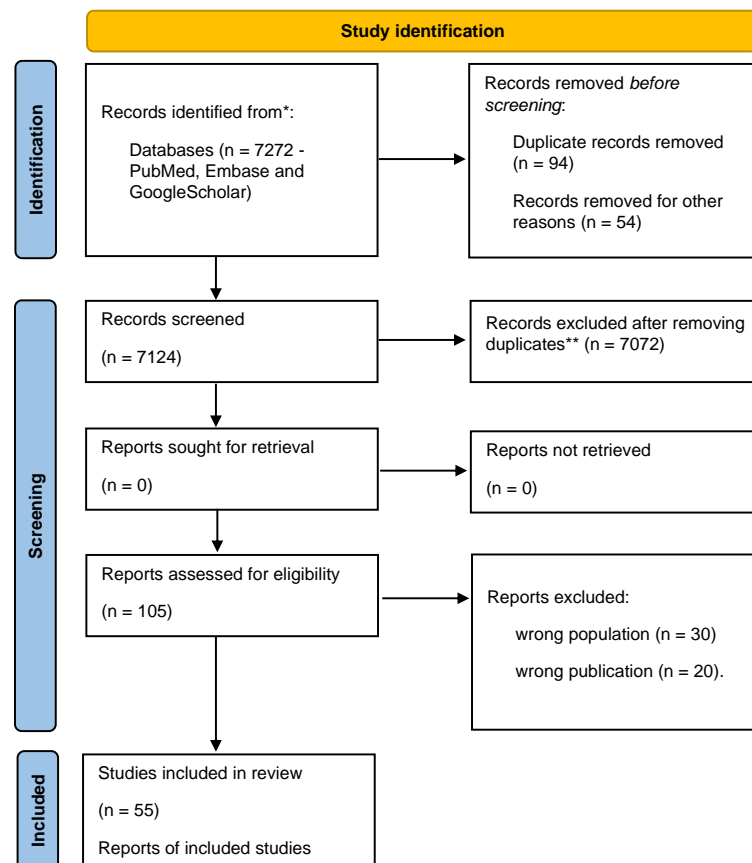 Study identification
Identification
Records identified from*:
Databases (n = 7272 -
PubMed, Embase and
GoogleScholar)
Records removed before
screening:
Duplicate records removed
(n = 94)
Records removed for other
reasons (n = 54)
Screening
Records screened
(n = 7124)
Records excluded after removing
duplicates** (n = 7072)
Reports sought for retrieval
(n = 0)
Reports not retrieved
(n = 0)
Reports assessed for eligibility
(n = 105)
Reports excluded:
wrong population (n = 30)
wrong publication (n = 20).
Included
Studies included in review
(n = 55)
Reports of included studies